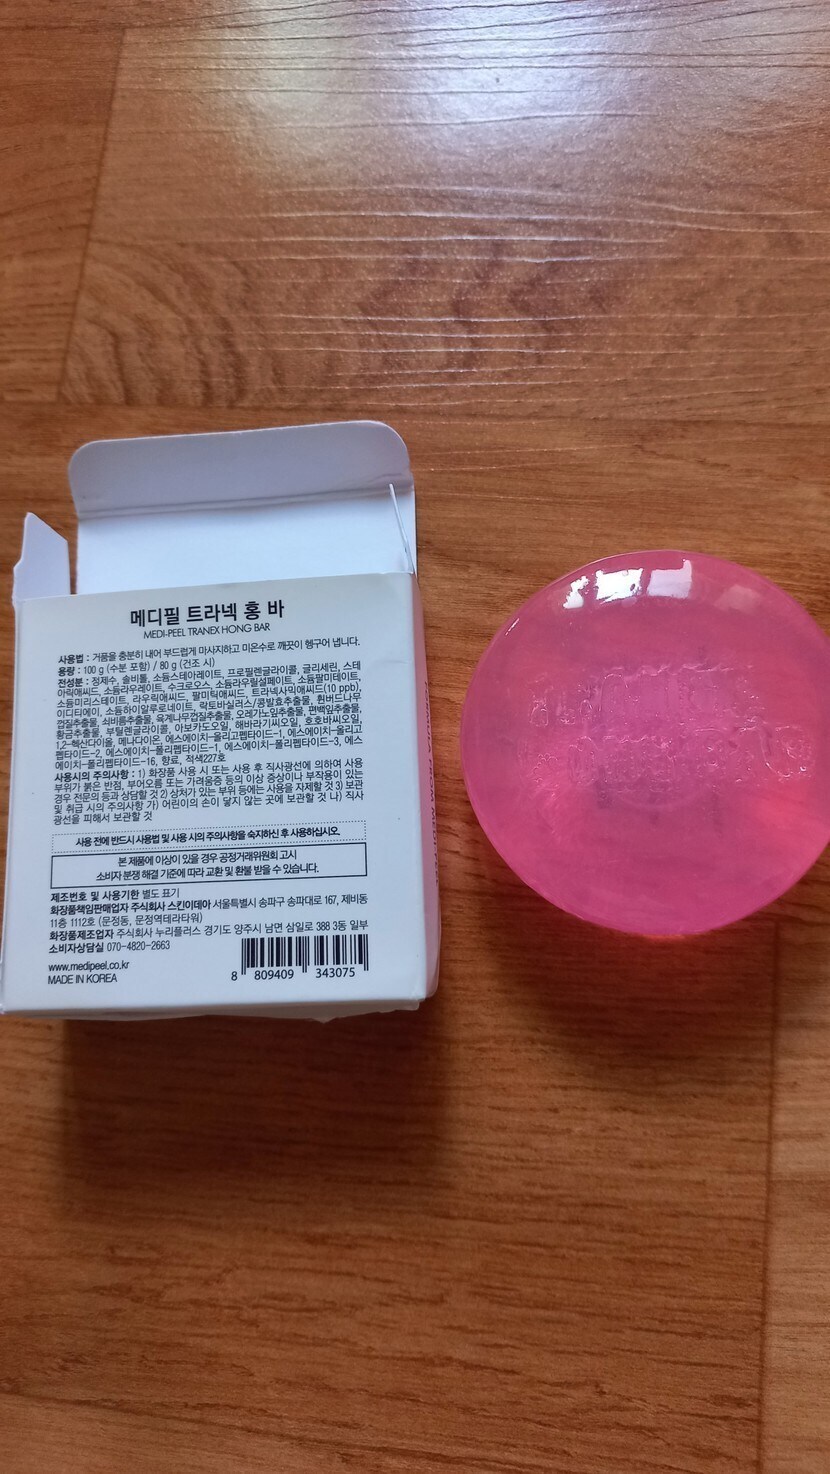 메디필 트라넥 홍 바
MEDI-PEEL TRANEX HONG BAR
사용법 : 거품을 충분히 내어 부드럽게 마사지하고 미온수로 깨끗이 헹구어 냅니다.
용량 : 100 g (수분 포함) / 80 g (건조 시)
전성분 : 정제수, 솔비톨, 소듐스테아레이트, 프로필렌글라이콜, 글리세린, 스테
아릭애씨드, 소듐라우레이트, 수크로오스, 소듐라우릴설페이트, 소듐팔미테이트,
소듐미리스테이트, 라우릭애씨드, 팔미틱애씨드, 트라넥사믹애씨드(10 ppb),
이디티에이, 소듐하이알루로네이트, 락토바실러스/콩발효추출물, 흰버드나무
껍질추출물, 쇠비름추출물, 육계나무껍질추출물, 오레가노잎추출물, 편백잎추출물,
황금추출물, 부틸렌글라이콜, 아보카도오일, 해바라기씨오일, 호호바씨오일,
1,2-헥산다이올, 메나다이온, 에스에이치-올리고펩타이드-1, 에스에이치-올리고
펩타이드-2, 에스에이치-폴리펩타이드-1, 에스에이치-폴리펩타이드-3, 에스
에이치-폴리펩타이드-16, 향료, 적색227호
사용시의 주의사항 : 1) 화장품 사용 시 또는 사용 후 직사광선에 의하여 사용
부위가 붉은 반점, 부어오름 또는 가려움증 등의 이상 증상이나 부작용이 있는
경우 전문의 등과 상담할 것 2) 상처가 있는 부위 등에는 사용을 자제할 것 3) 보관
및 취급 시의 주의사항 가) 어린이의 손이 닿지 않는 곳에 보관할 것 나) 직사
광선을 피해서 보관할 것
사용 전에 반드시 사용법 및 사용 시의 주의사항을 숙지하신 후 사용하십시오.
본 제품에 이상이 있을 경우 공정거래위원회 고시
소비자 분쟁 해결 기준에 따라 교환 및 환불 받을 수 있습니다.
제조번호 및 사용기한 별도 표기
화장품책임판매업자 주식회사 스킨이데아 서울특별시 송파구 송파대로 167, 제비동
11층 1112호 (문정동, 문정역테라타워)
화장품제조업자 주식회사 누리플러스 경기도 양주시 남면 삼일로 388 3동 일부
소비자상담실 070-4820-2663
www.medipeel.co.kr
MADE IN KOREA
8 809409 343075
FORMULA FROM MEDI-PEEL